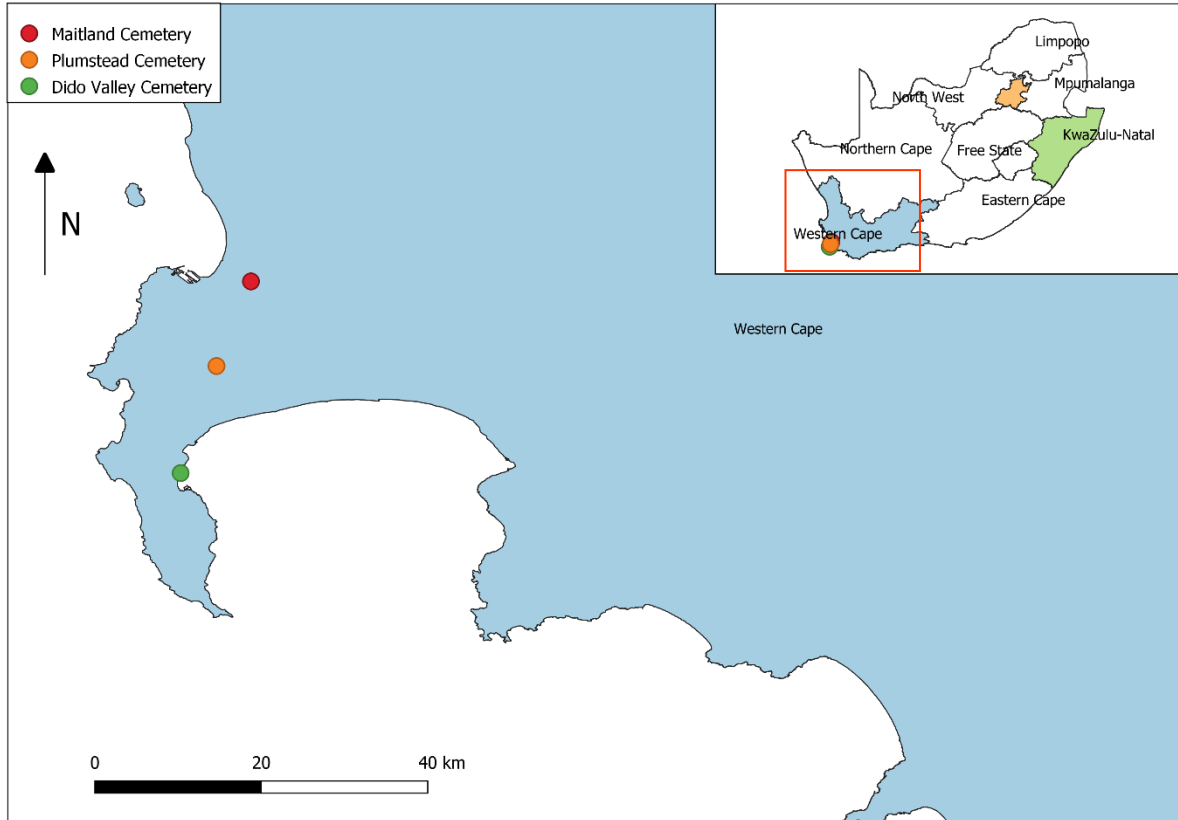 Maitland Cemetery
Plumstead Cemetery
Dido Valley Cemetery
N
Limpopo
Mpumalanga
North West
KwaZulu-Natal
Northern Cape
Free State
Eastern Cape
Western Cape
Western Cape
0 20 40 km